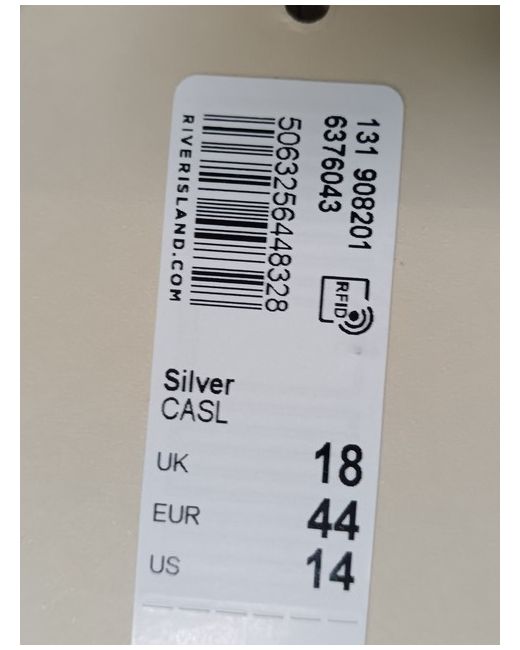 131 908201
6376043
RFID
5063256448328
RIVERISLAND.COM
Silver
CASL
UK 18
EUR 44
US 14